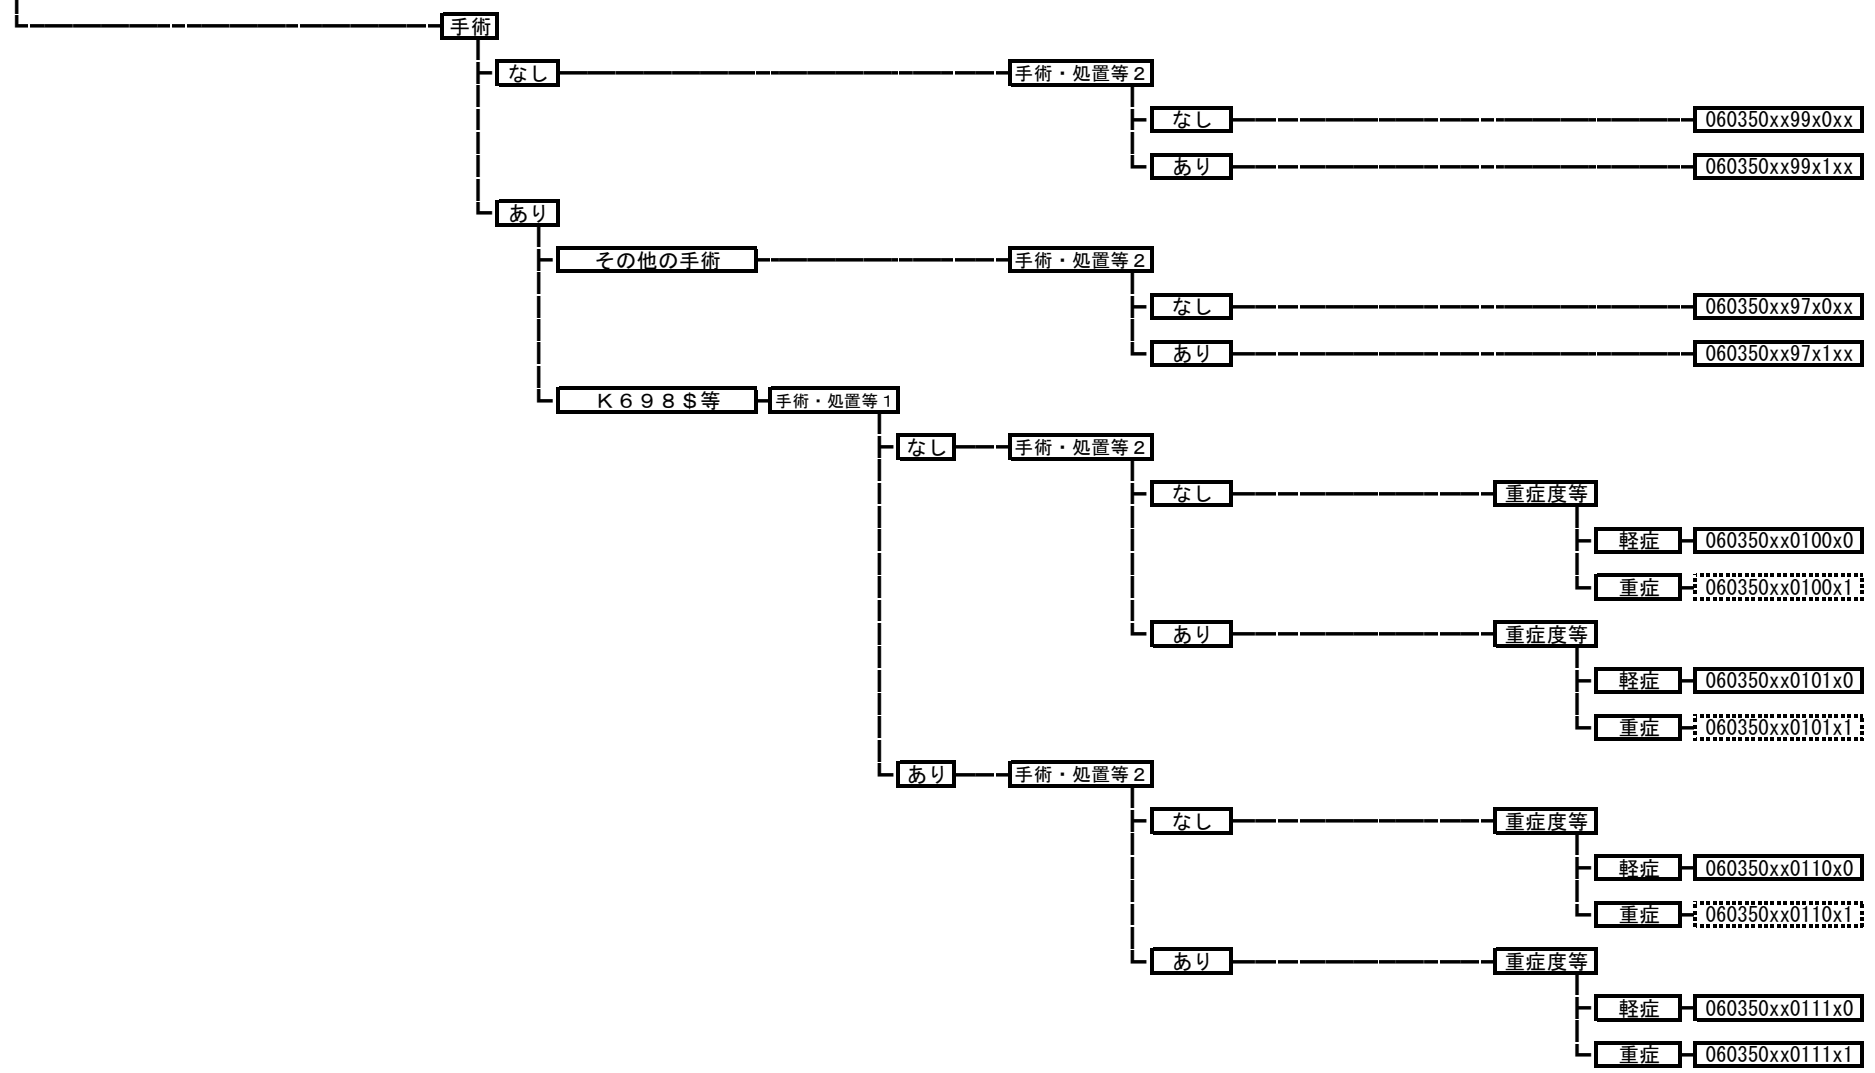 手術
なし 手術・処置等２
なし 060350xx99x0xx
あり 060350xx99x1xx
あり
その他の手術 手術・処置等２
なし 060350xx97x0xx
あり 060350xx97x1xx
Ｋ６９８＄等 手術・処置等１
なし 手術・処置等２
なし 重症度等
軽症 060350xx0100x0
重症 060350xx0100x1
あり 重症度等
軽症 060350xx0101x0
重症 060350xx0101x1
あり 手術・処置等２
なし 重症度等
軽症 060350xx0110x0
重症 060350xx0110x1
あり 重症度等
軽症 060350xx0111x0
重症 060350xx0111x1